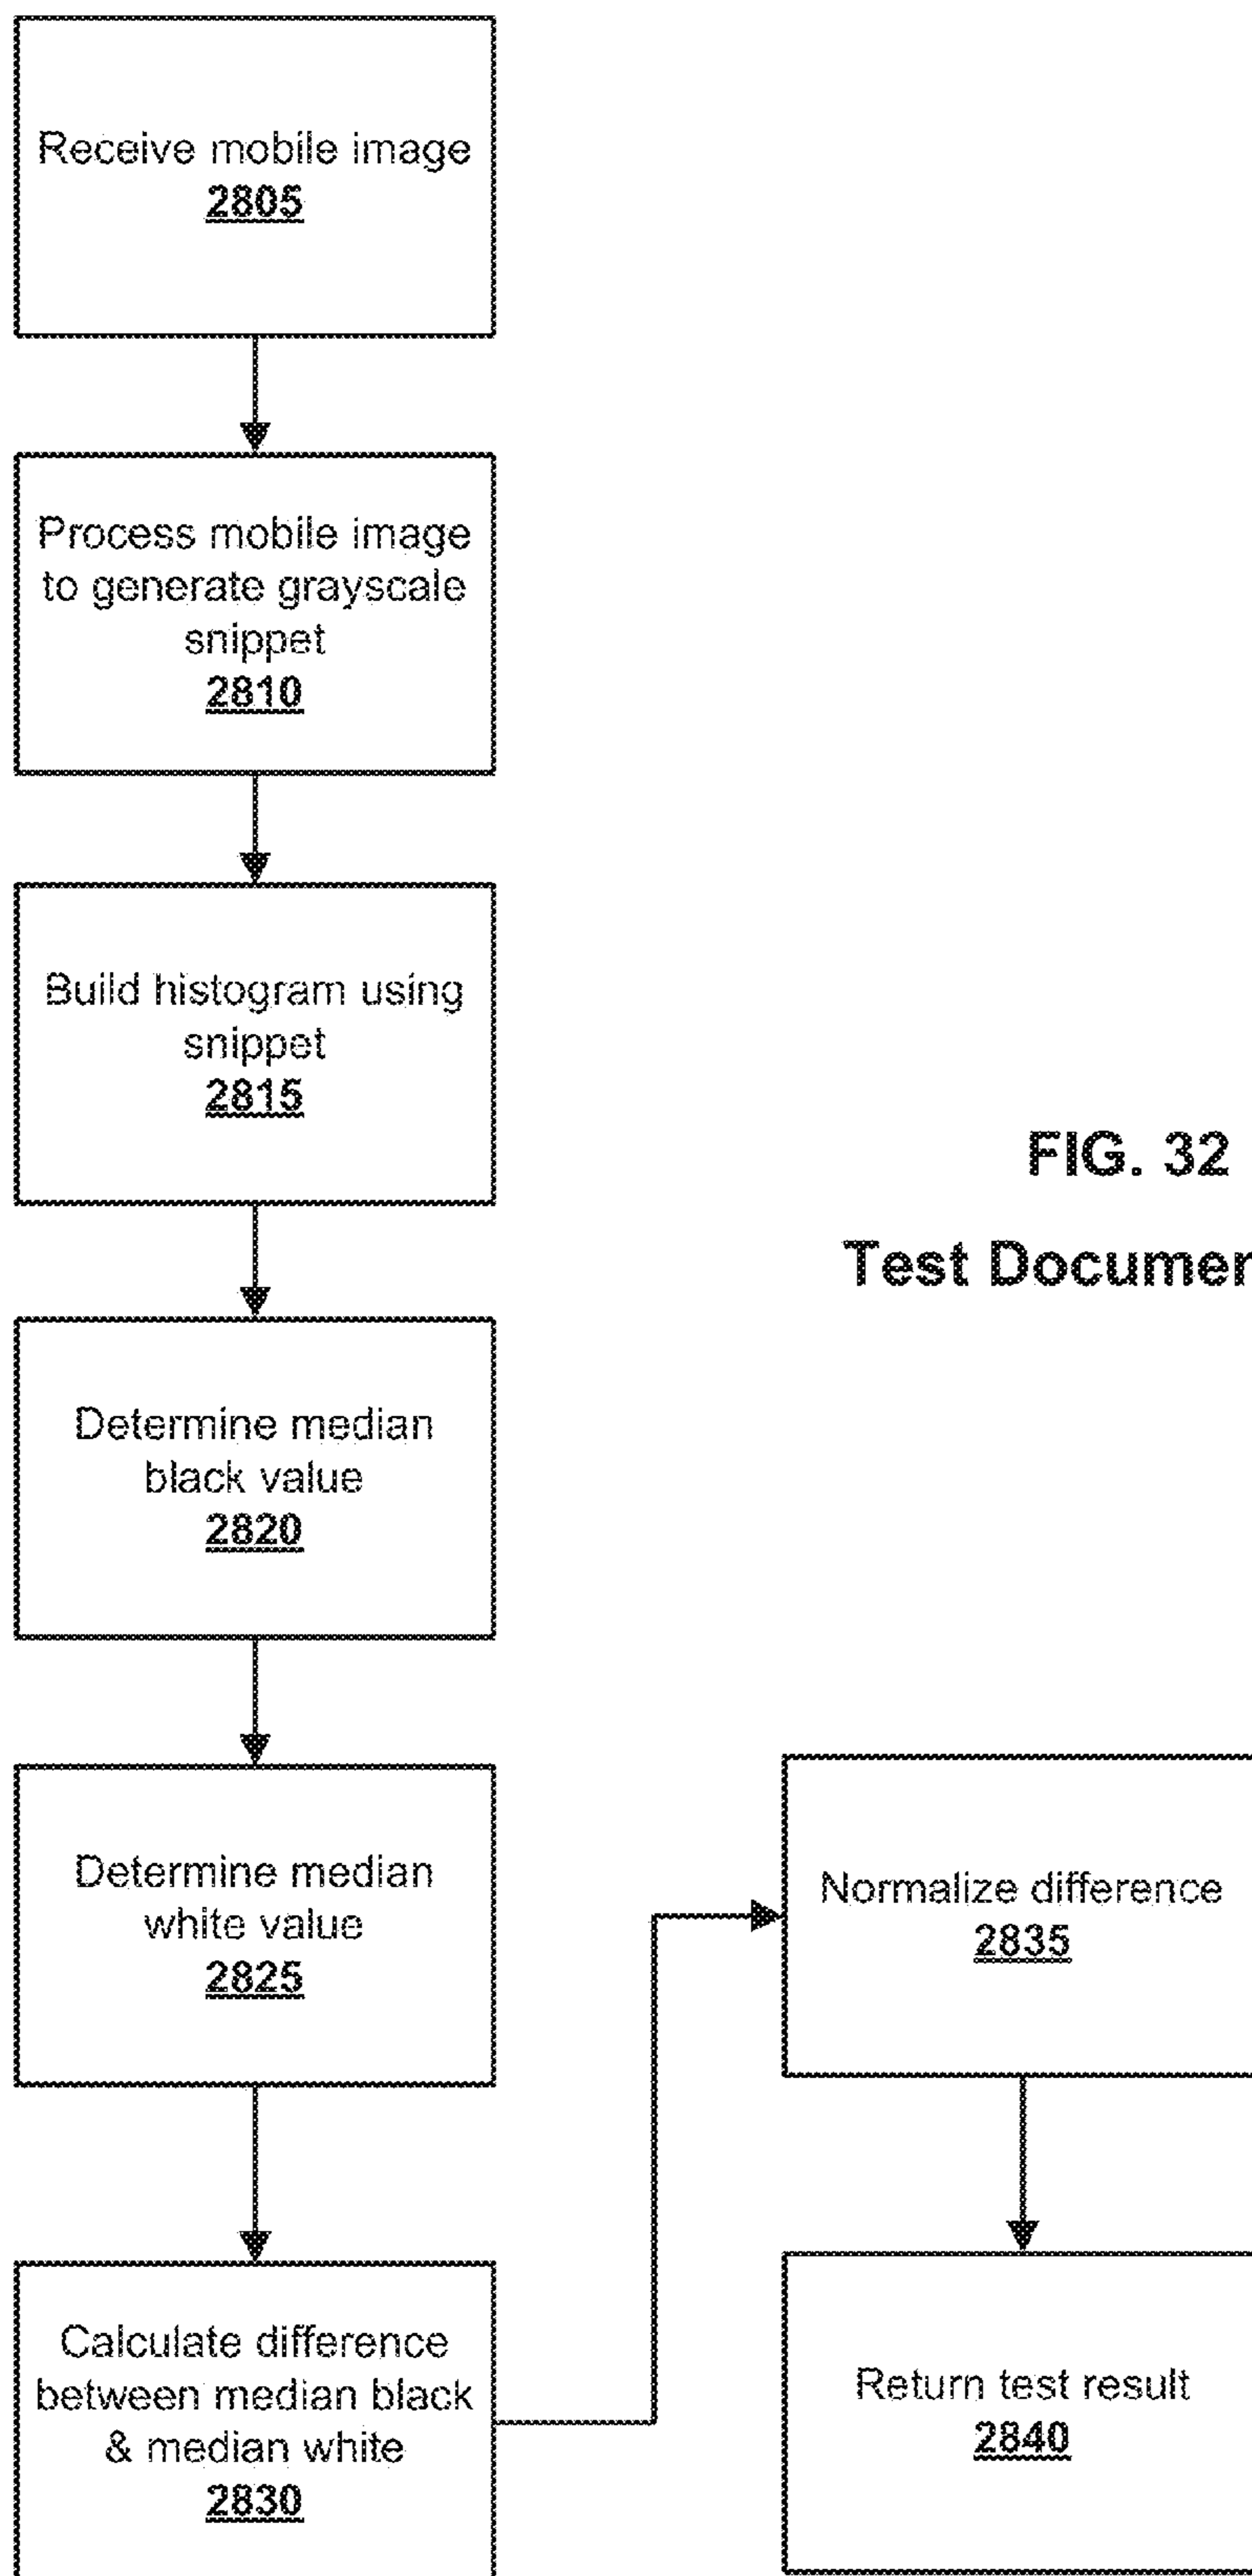 Receive mobile image
2805
Process mobile image
to generate grayscale
snippet
2810
Build histogram using
snippet
2815
Determine median
black value
2820
Determine median
white value
2825
Calculate difference
between median black
& median white
2830
Normalize difference
2835
Return test result
2840
FIG. 32
Test